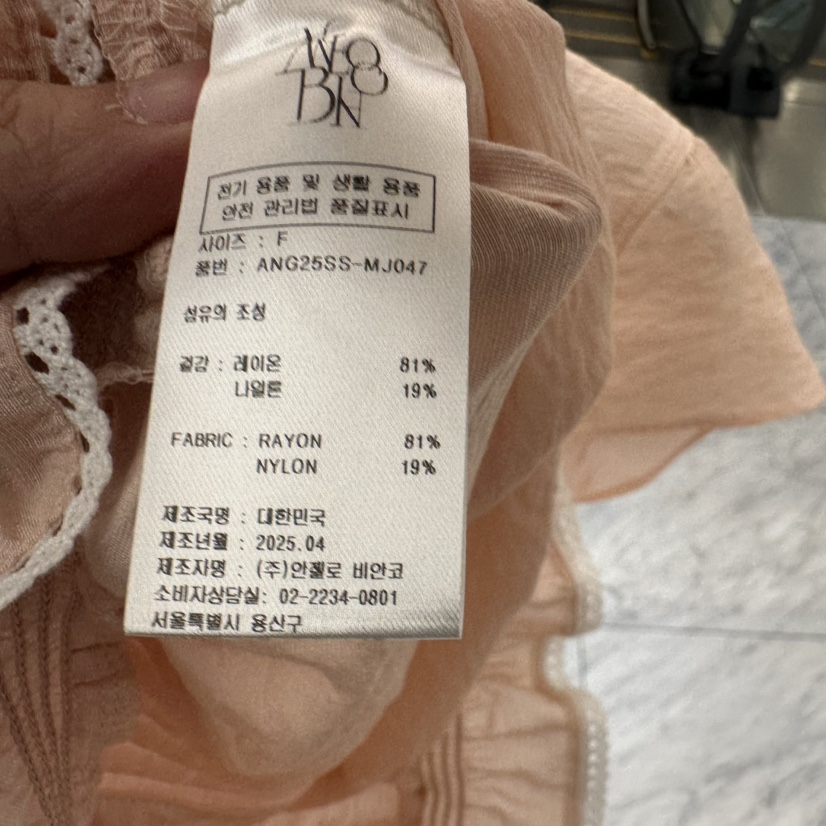 전기 용품 및 생활 용품
안전 관리법 품질표시
사이즈 : F
품번 : ANG25SS-MJ047
섬유의 조성
겉감 : 레이온 81%
나일론 19%
FABRIC : RAYON 81%
NYLON 19%
제조국명 : 대한민국
제조년월 : 2025.04
제조자명 : (주)안젤로 비안코
소비자상담실: 02-2234-0801
서울특별시 용산구